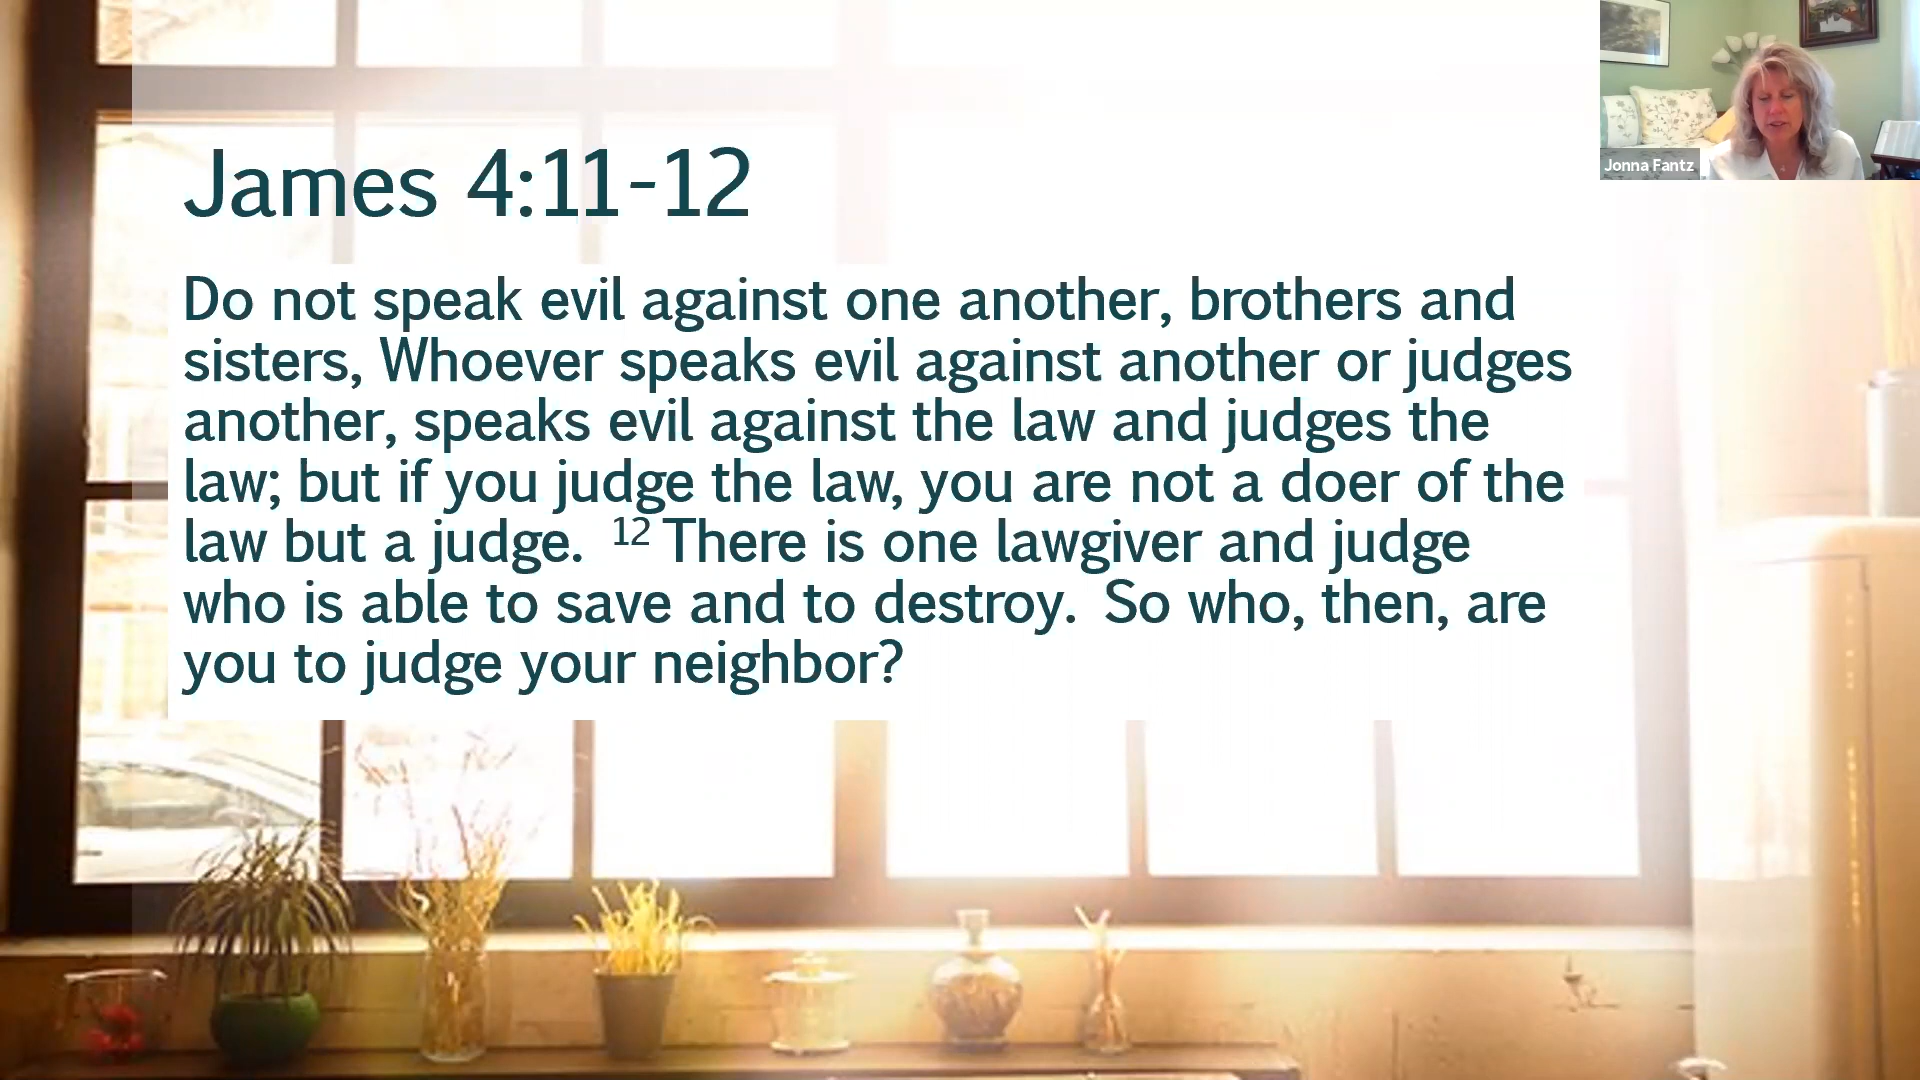 James 4:11-12
Do not speak evil against one another, brothers and
sisters, Whoever speaks evil against another or judges
another, speaks evil against the law and judges the
law; but if you judge the law, you are not a doer of the
law but a judge. 12 There is one lawgiver and judge
who is able to save and to destroy. So who, then, are
you to judge your neighbor?
Jonna Fantz